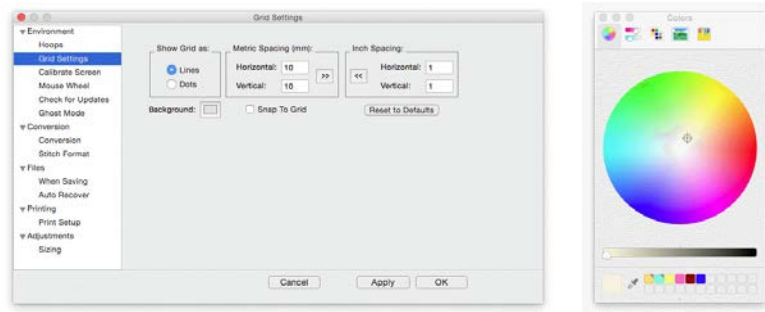 Grid Settings
Environment
Hoops
Grid Settings
Calibrate Screen
Mouse Wheel
Check for Updates
Ghost Mode
Conversion
Conversion
Stitch Format
Files
When Saving
Auto Recover
Printing
Print Setup
Adjustments
Sizing
Show Grid as:
Lines
Dots
Metric Spacing (mm):
Horizontal: 10
Vertical: 10
>>
Inch Spacing:
<<
Horizontal: 1
Vertical: 1
Background:
Snap To Grid
Reset to Defaults
Cancel
Apply
OK
Colors